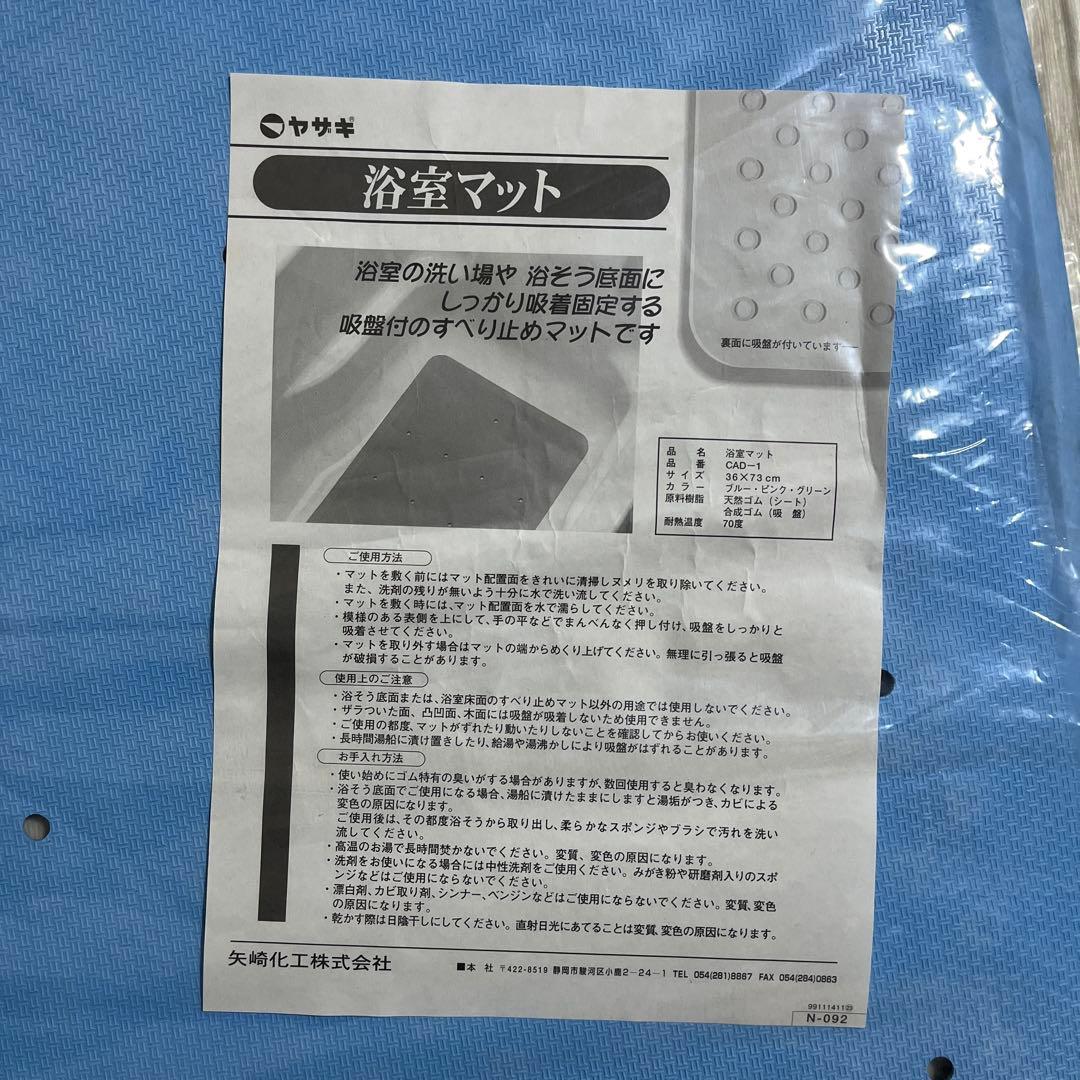 ヤザキ®
浴室マット
浴室の洗い場や 浴そう底面に
しっかり吸着固定する
吸盤付のすべり止めマットです
裏面に吸盤が付いています
品名 浴室マット
品番 CAD-1
サイズ 36×73cm
カラー ブルー・ピンク・グリーン
原料樹脂 天然ゴム(シート)
合成ゴム(吸盤)
耐熱温度 70度
ご使用方法
・マットを敷く前にはマット配置面をきれいに清掃しヌメリを取り除いてください。
また、洗剤の残りが無いよう十分に水で洗い流してください。
・マットを敷く時には、マット配置面を水で濡らしてください。
・模様のある表側を上にして、手の平などでまんべんなく押し付け、吸盤をしっかりと
吸着させてください。
・マットを取り外す場合はマットの端からめくり上げてください。無理に引っ張ると吸盤
が破損することがあります。
使用上のご注意
・浴そう底面または、浴室床面のすべり止めマット以外の用途では使用しないでください。
・ザラついた面、凸凹面、木面には吸盤が吸着しないため使用できません。
・ご使用の都度、マットがずれたり動いたりしないことを確認してからお使いください。
・長時間湯船に漬け置きしたり、給湯や湯沸かしにより吸盤がはずれることがあります。
お手入れ方法
・使い始めにゴム特有の臭いがする場合がありますが、数回使用すると臭わなくなります。
・浴そう底面でご使用になる場合、湯船に漬けたままにしますと湯垢がつき、カビによる
変色の原因になります。
ご使用後は、その都度浴そうから取り出し、柔らかなスポンジやブラシで汚れを洗い
流してください。
・高温のお湯で長時間焚かないでください。変質、変色の原因になります。
・洗剤をお使いになる場合には中性洗剤をご使用ください。みがき粉や研磨剤入りのスポ
ンジなどはご使用にならないでください。
・漂白剤、カビ取り剤、シンナー、ベンジンなどはご使用にならないでください。変質、変色
の原因になります。
・乾かす際は日陰干しにしてください。直射日光にあてることは変質、変色の原因になります。
矢崎化工株式会社
■本 社 〒422-8519 静岡市駿河区小鹿2-24-1 TEL 054(281)8867 FAX 054(284)0863
9911141123
N-092